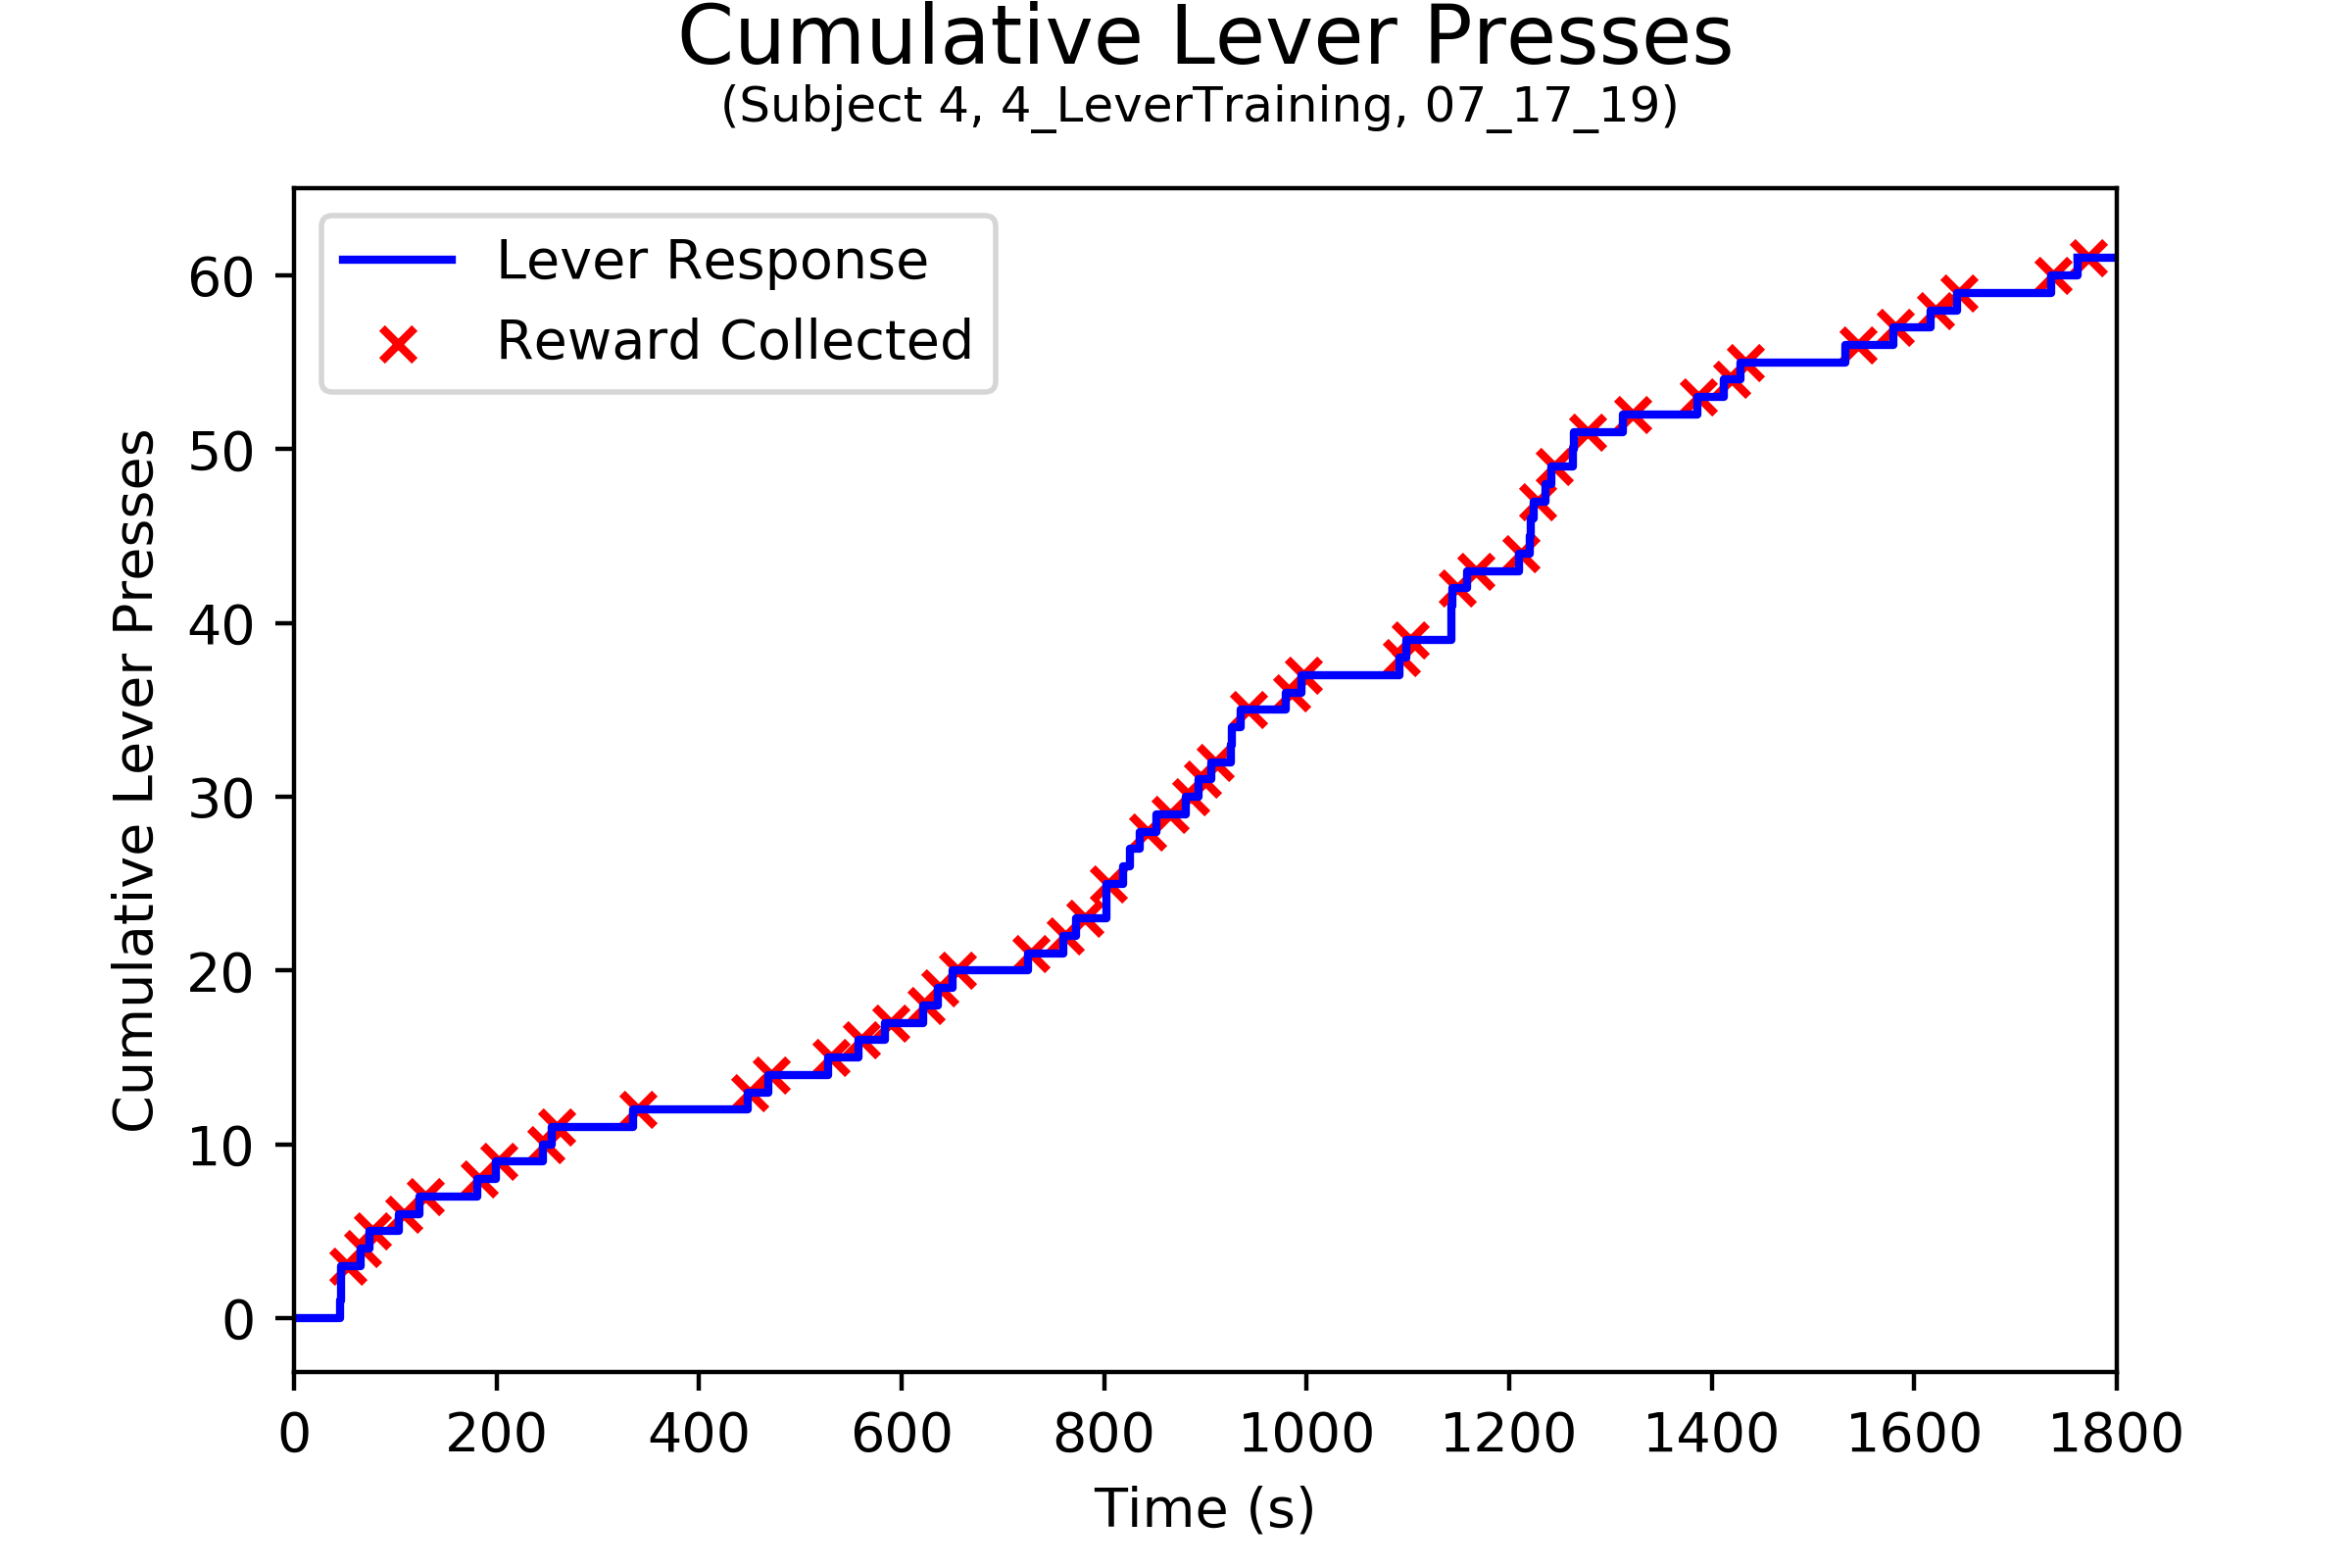 Cumulative Lever Presses
(Subject 4, 4_LeverTraining, 07_17_19)
Lever Response
Reward Collected
Cumulative Lever Presses
60
50
40
30
20
10
0
0 200 400 600 800 1000 1200 1400 1600 1800
Time (s)